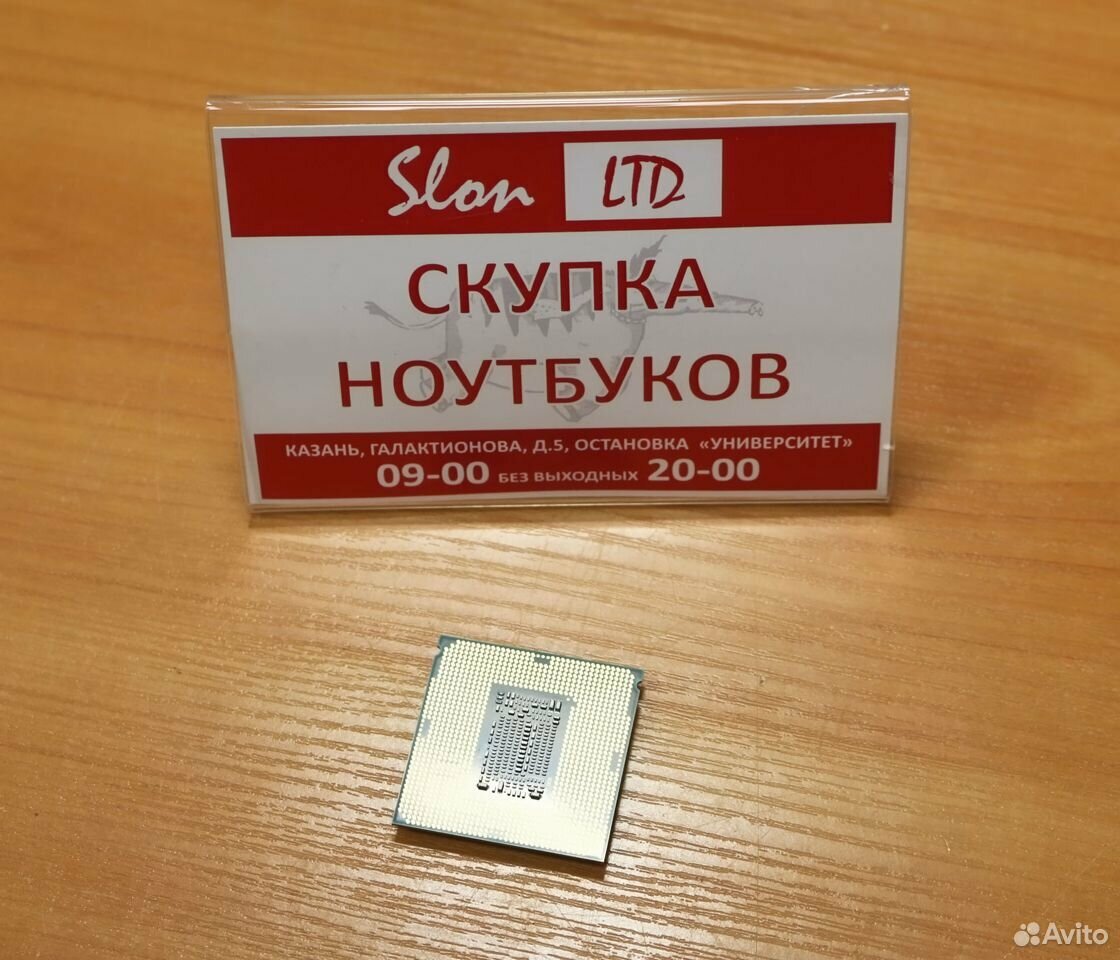 Slon LTD
СКУПКА
НОУТБУКОВ
КАЗАНЬ, ГАЛАКТИОНОВА, Д.5, ОСТАНОВКА «УНИВЕРСИТЕТ»
09-00 БЕЗ ВЫХОДНЫХ 20-00
Avito